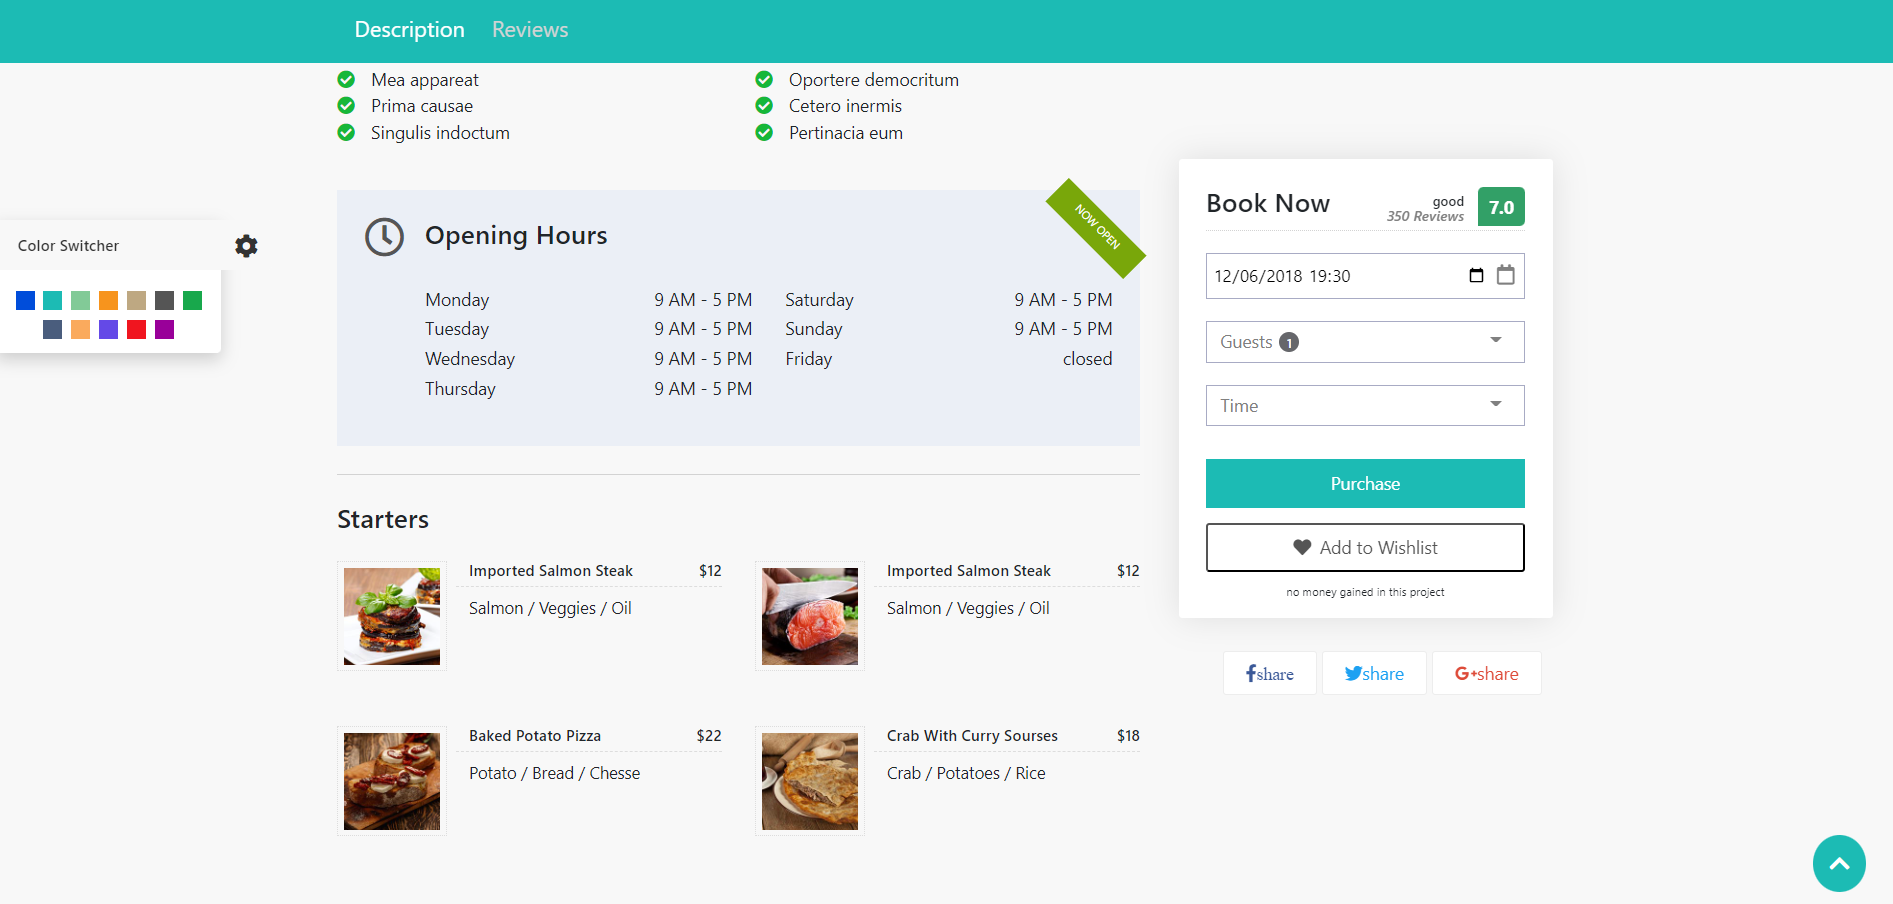 Description Reviews
Mea appareat
Prima causae
Singulis indoctum
Oportere democritum
Cetero inermis
Pertinacia eum
Color Switcher
Opening Hours
NOW OPEN
Monday 9 AM - 5 PM
Tuesday 9 AM - 5 PM
Wednesday 9 AM - 5 PM
Thursday 9 AM - 5 PM
Saturday 9 AM - 5 PM
Sunday 9 AM - 5 PM
Friday closed
Starters
Imported Salmon Steak $12
Salmon / Veggies / Oil
Imported Salmon Steak $12
Salmon / Veggies / Oil
Baked Potato Pizza $22
Potato / Bread / Chesse
Crab With Curry Sourses $18
Crab / Potatoes / Rice
Book Now
good
350 Reviews
7.0
12/06/2018 19:30
Guests 1
Time
Purchase
Add to Wishlist
no money gained in this project
share
share
share